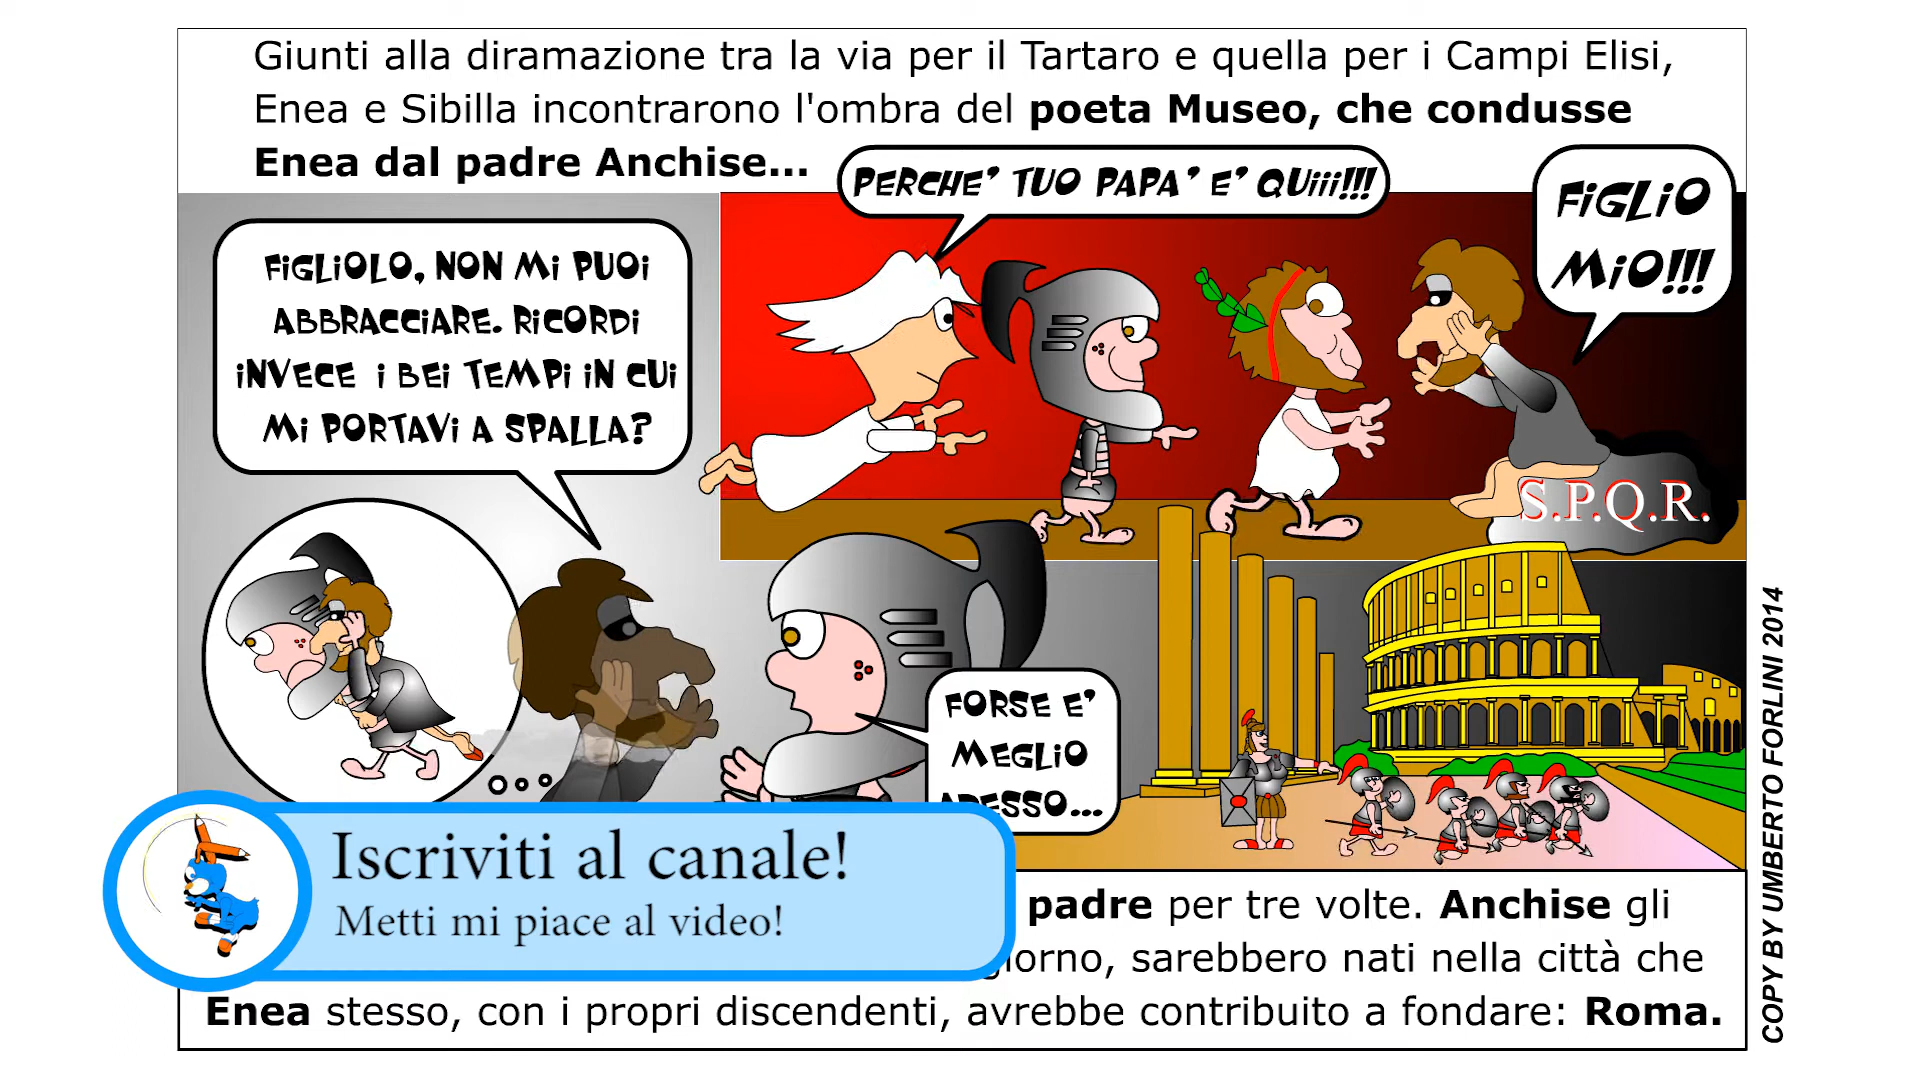 Giunti alla diramazione tra la via per il Tartaro e quella per i Campi Elisi,
Enea e Sibilla incontrarono l'ombra del poeta Museo, che condusse
Enea dal padre Anchise...
PERCHE' TUO PAPA' E' QUiii!!!
FiGLiO
MiO!!!
FiGLiOLO, NON Mi PUOi
ABBRACCiARE. RiCORDi
iNVECE i BEi TEMPi iN CUi
Mi PORTAVi A SPALLA?
S.P.Q.R.
FORSE E'
MEGLiO
ADESSO...
Iscriviti al canale!
Metti mi piace al video!
padre per tre volte. Anchise gli
giorno, sarebbero nati nella città che
Enea stesso, con i propri discendenti, avrebbe contribuito a fondare: Roma.
COPY BY UMBERTO FORLINI 2014